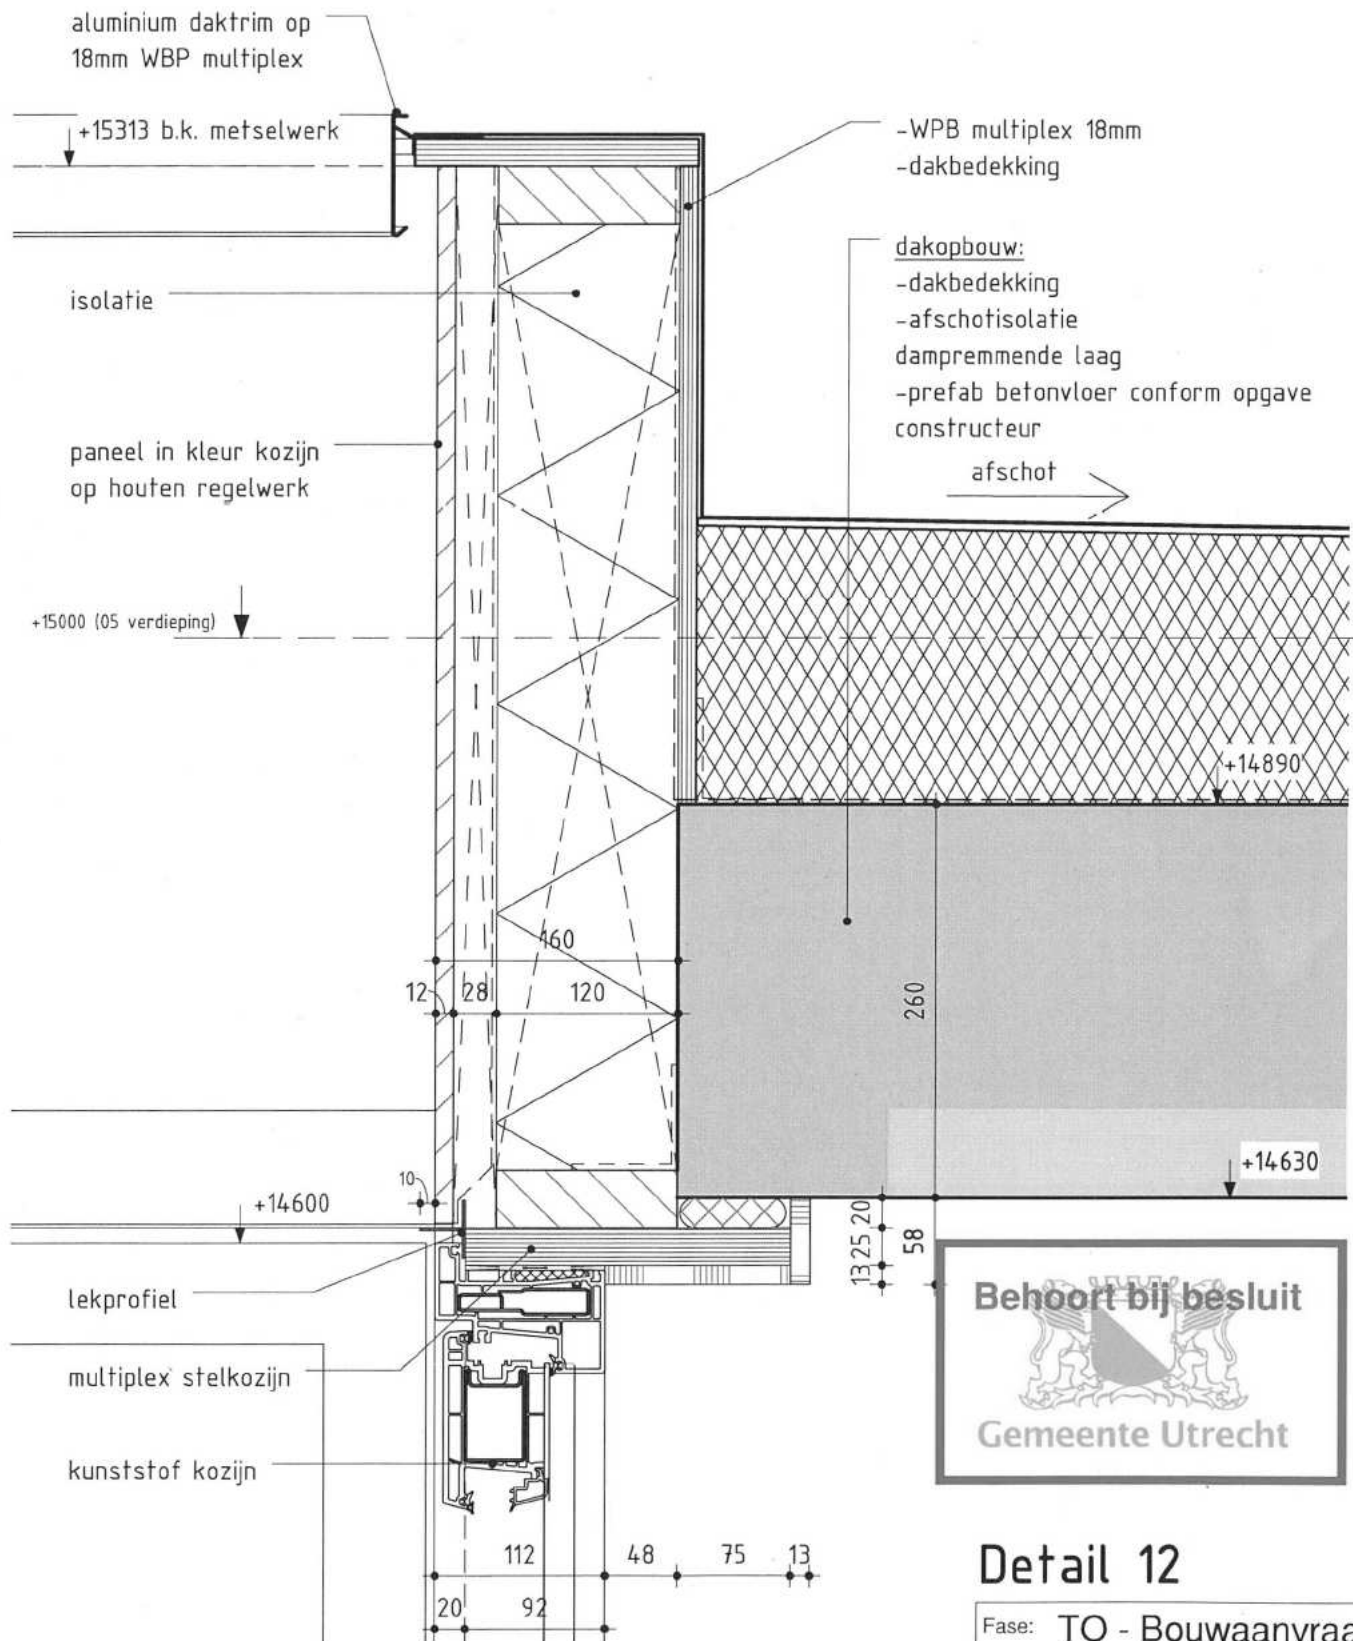 aluminium daktrim op
18mm WBP multiplex
+15313 b.k. metselwerk
-WPB multiplex 18mm
-dakbedekking
dakopbouw:
-dakbedekking
-afschotisolatie
dampremmende laag
-prefab betonvloer conform opgave
constructeur
afschot
isolatie
paneel in kleur kozijn
op houten regelwerk
+15000 (05 verdieping)
+14890
160
12 28 120
260
+14630
10
+14600
20
25
13
58
lekprofiel
multiplex stelkozijn
kunststof kozijn
Behoort bij besluit
Gemeente Utrecht
112 48 75 13
20 92
Detail 12
Fase: TO - Bouwaanvraa